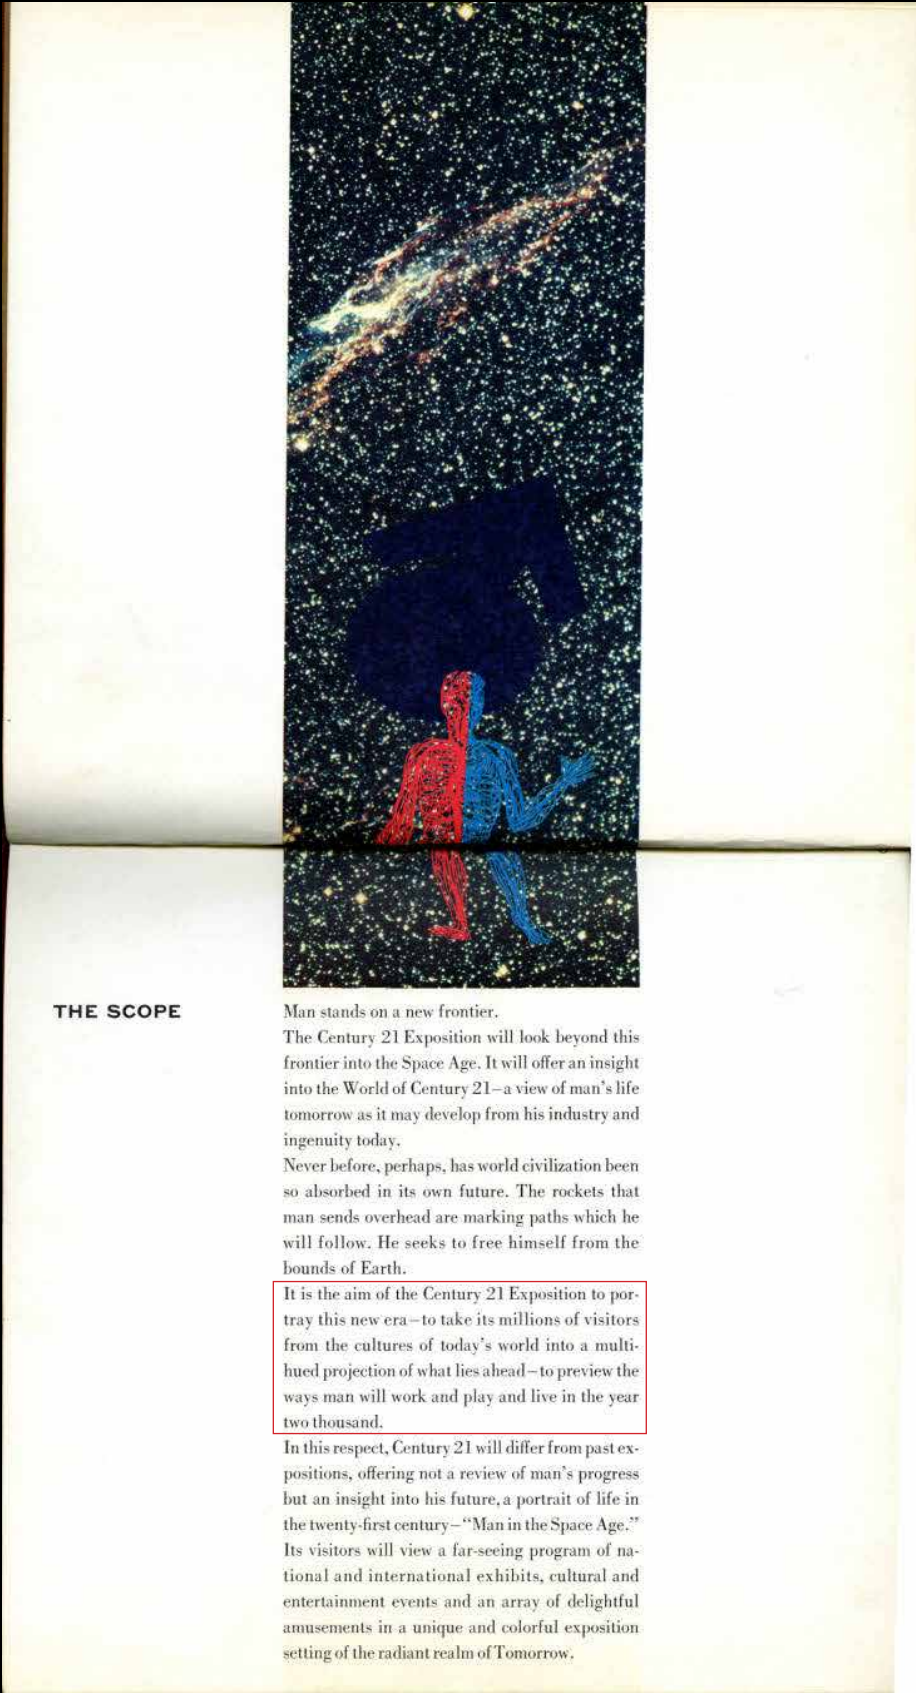 THE SCOPE
Man stands on a new frontier.
The Century 21 Exposition will look beyond this
frontier into the Space Age. It will offer an insight
into the World of Century 21—a view of man's life
tomorrow as it may develop from his industry and
ingenuity today.
Never before, perhaps, has world civilization been
so absorbed in its own future. The rockets that
man sends overhead are marking paths which he
will follow. He seeks to free himself from the
bounds of Earth.
It is the aim of the Century 21 Exposition to por-
tray this new era—to take its millions of visitors
from the cultures of today's world into a multi-
hued projection of what lies ahead—to preview the
ways man will work and play and live in the year
two thousand.
In this respect, Century 21 will differ from past ex-
positions, offering not a review of man's progress
but an insight into his future, a portrait of life in
the twenty-first century—“Man in the Space Age.”
Its visitors will view a far-seeing program of na-
tional and international exhibits, cultural and
entertainment events and an array of delightful
amusements in a unique and colorful exposition
setting of the radiant realm of Tomorrow.